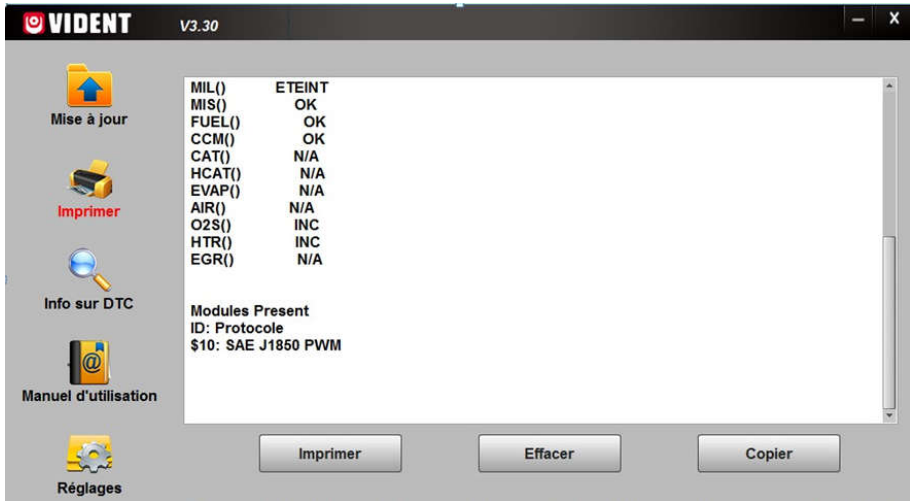 VIDENT V3.30
Mise à jour
Imprimer
Info sur DTC
Manuel d'utilisation
Réglages
MIL() ETEINT
MIS() OK
FUEL() OK
CCM() OK
CAT() N/A
HCAT() N/A
EVAP() N/A
AIR() N/A
O2S() INC
HTR() INC
EGR() N/A
Modules Present
ID: Protocole
$10: SAE J1850 PWM
Imprimer Effacer Copier